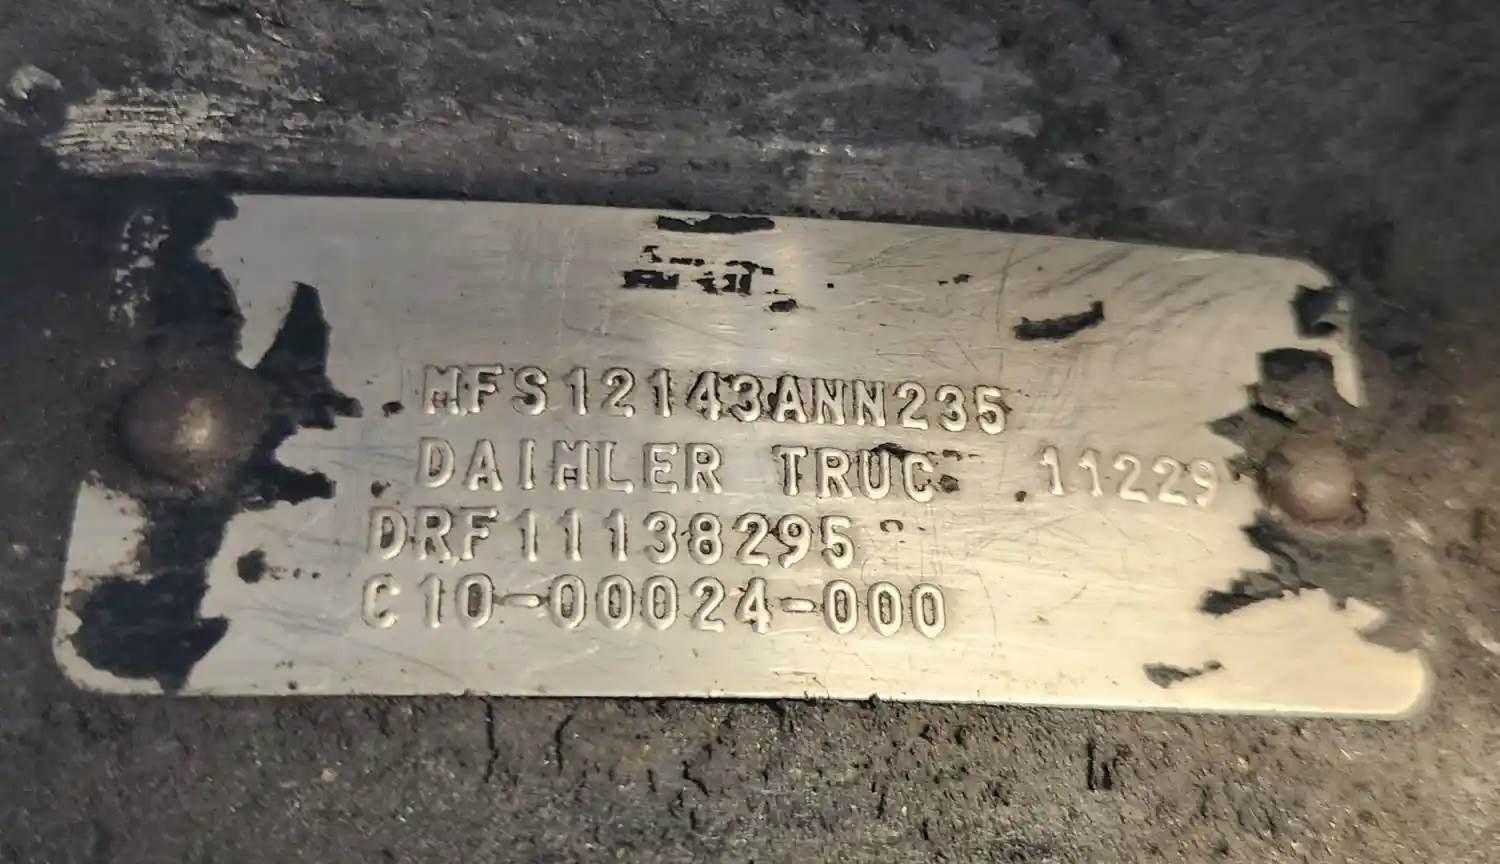 MFS12143ANN235
DAIMLER TRUC 11229
DRF11138295
C10-00024-000